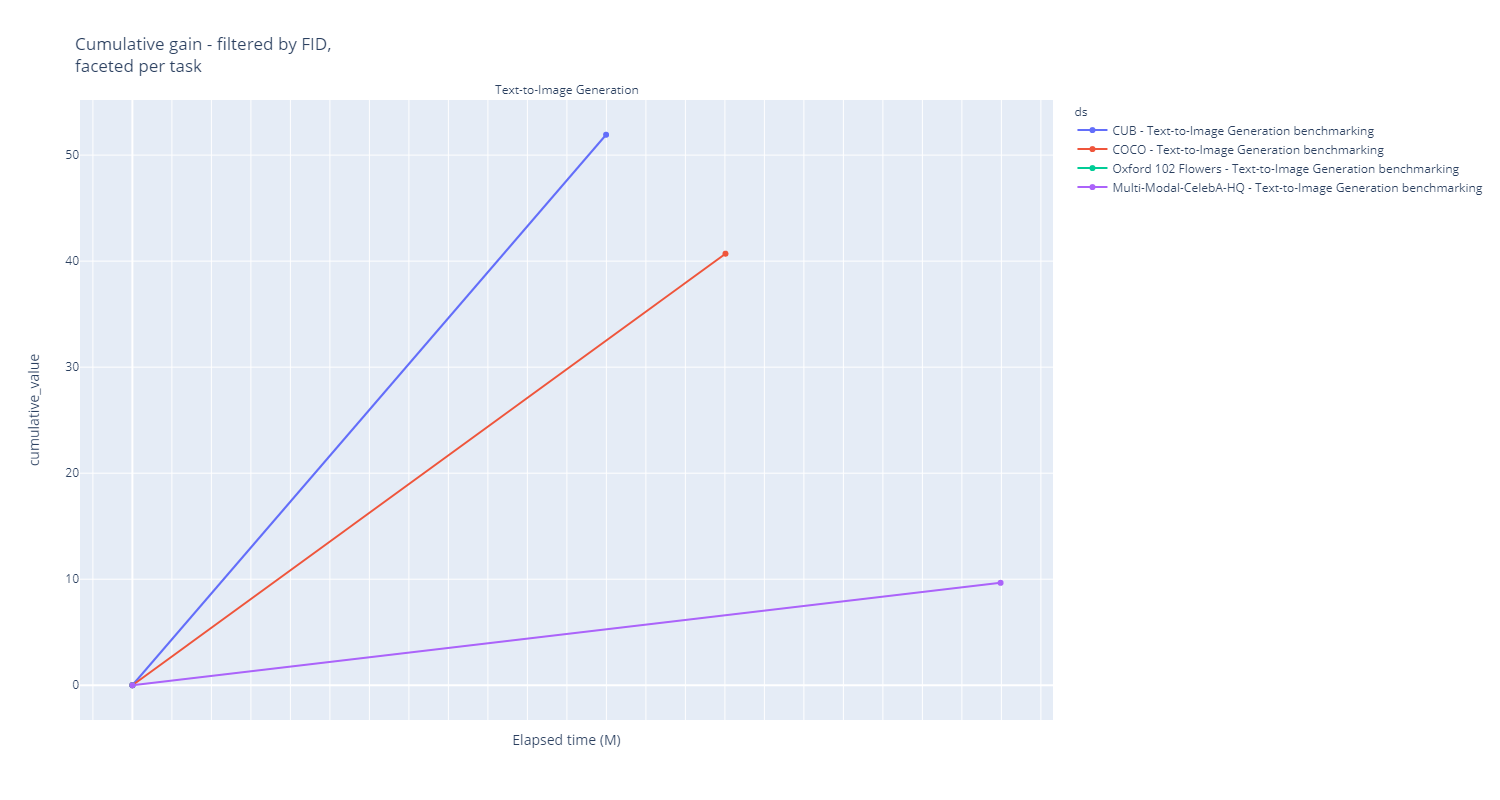 Cumulative gain - filtered by FID,
faceted per task
Text-to-Image Generation
ds
CUB - Text-to-Image Generation benchmarking
COCO - Text-to-Image Generation benchmarking
Oxford 102 Flowers - Text-to-Image Generation benchmarking
Multi-Modal-CelebA-HQ - Text-to-Image Generation benchmarking
50
40
30
20
10
0
cumulative_value
Elapsed time (M)